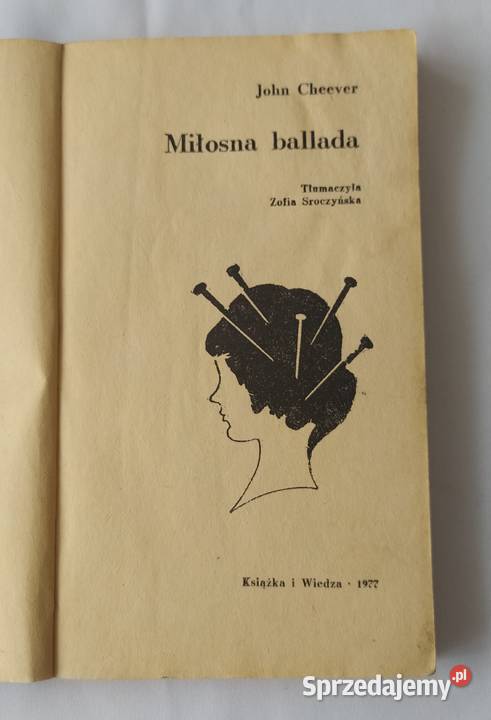 John Cheever
Miłosna ballada
Tłumaczyła
Zofia Sroczyńska
Książka i Wiedza · 1977
Sprzedajemy.pl